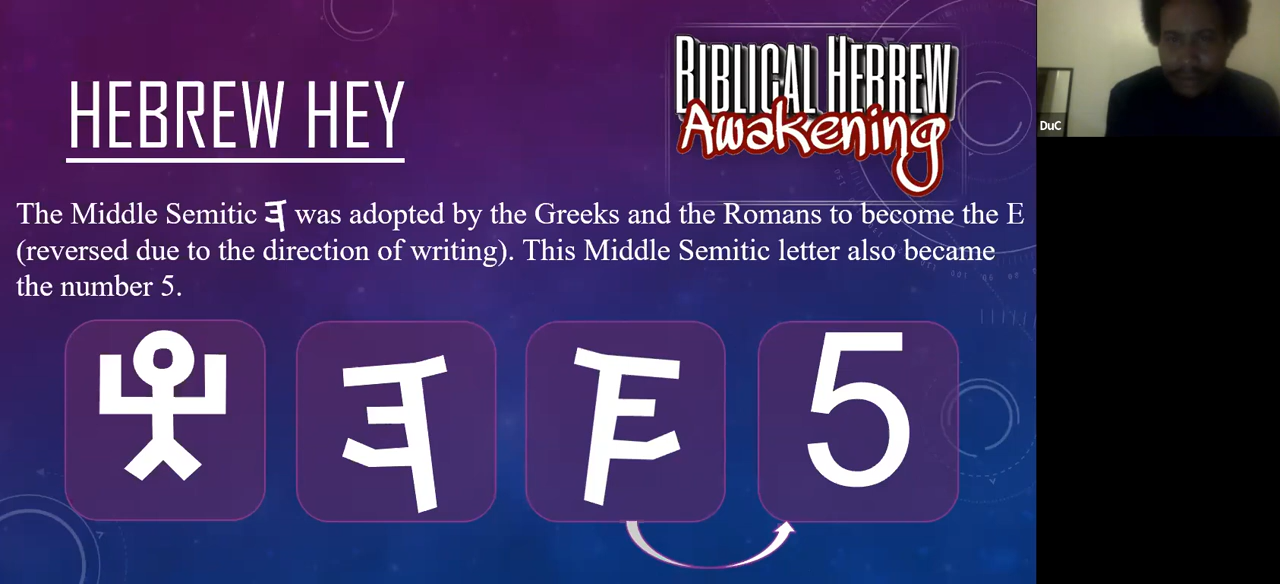 HEBREW HEY
BIBLICAL HEBREW
Awakening
DuC
The Middle Semitic 𐤄 was adopted by the Greeks and the Romans to become the E
(reversed due to the direction of writing). This Middle Semitic letter also became
the number 5.
𐤄 5